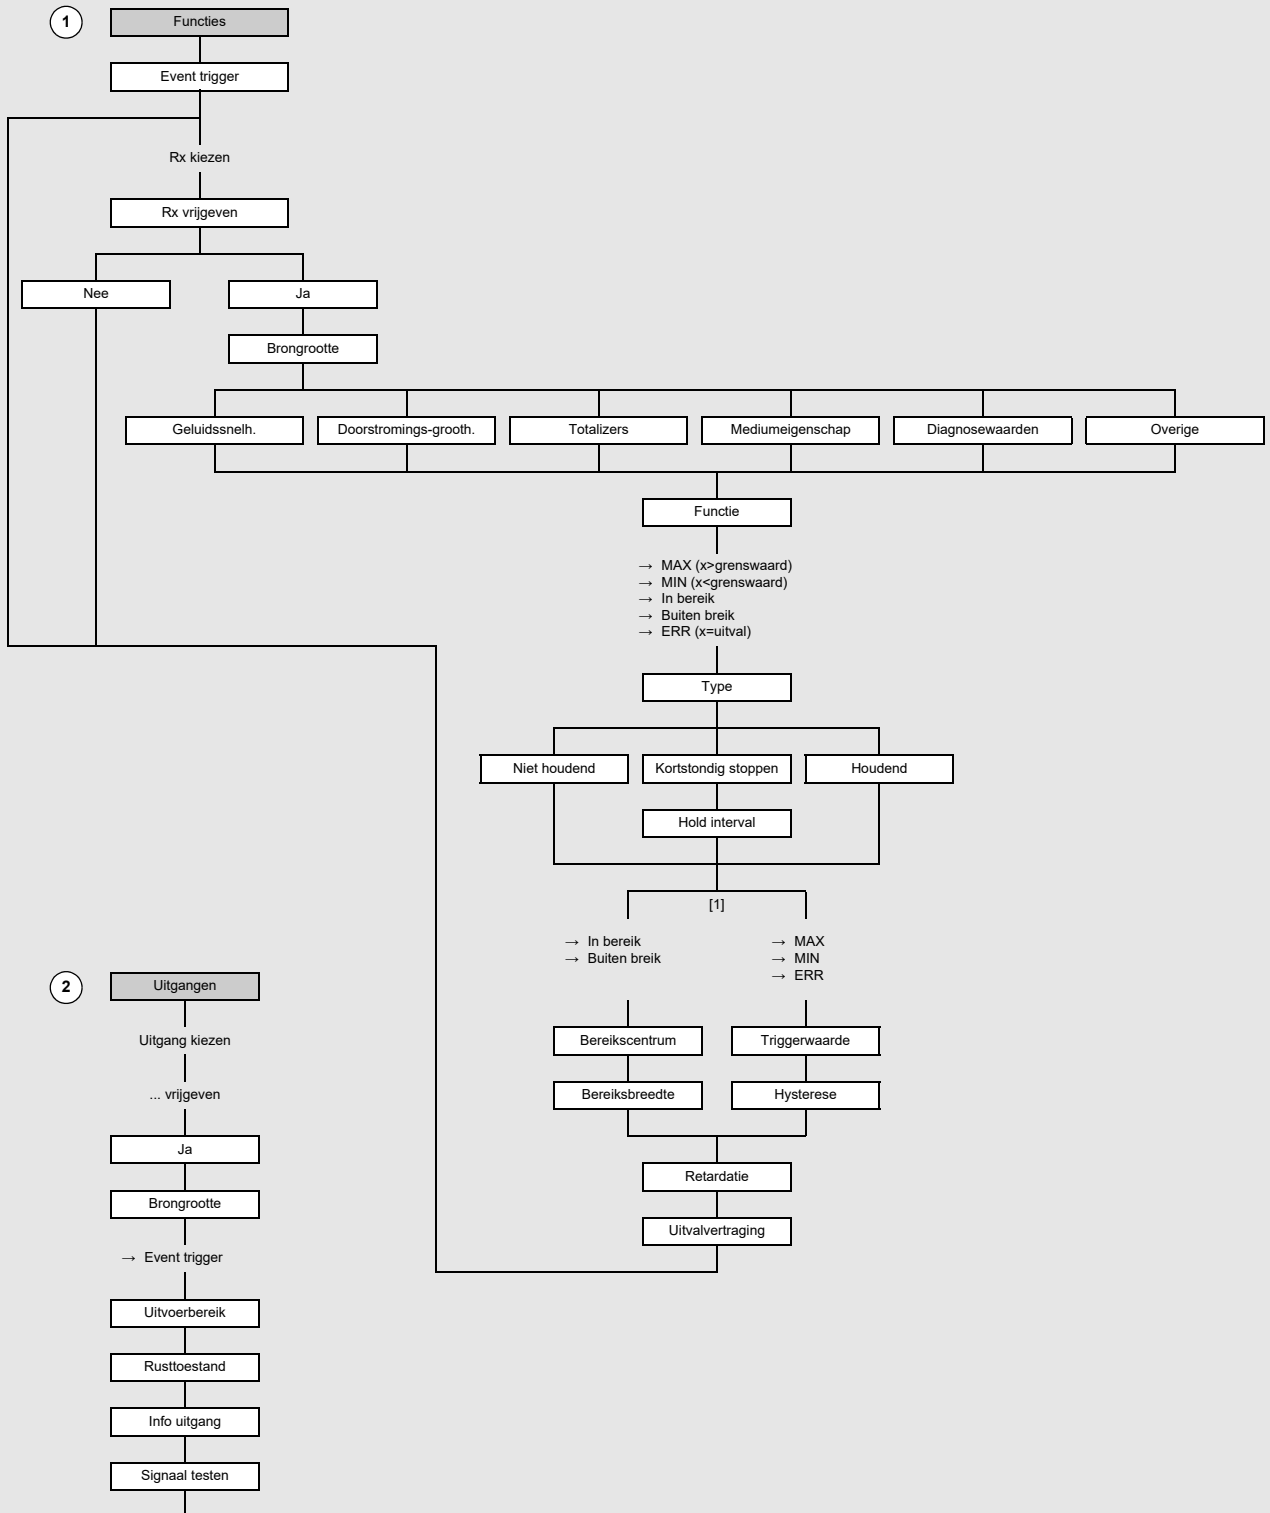 1
Functies
Event trigger
Rx kiezen
Rx vrijgeven
Nee
Ja
Brongrootte
Geluidssnelh.
Doorstromings-grooth.
Totalizers
Mediumeigenschap
Diagnosewaarden
Overige
Functie
→ MAX (x>grenswaard)
→ MIN (x<grenswaard)
→ In bereik
→ Buiten breik
→ ERR (x=uitval)
Type
Niet houdend
Kortstondig stoppen
Houdend
Hold interval
[1]
→ In bereik
→ Buiten breik
→ MAX
→ MIN
→ ERR
Bereikscentrum
Triggerwaarde
Bereiksbreedte
Hysterese
Retardatie
Uitvalvertraging
2
Uitgangen
Uitgang kiezen
... vrijgeven
Ja
Brongrootte
→ Event trigger
Uitvoerbereik
Rusttoestand
Info uitgang
Signaal testen